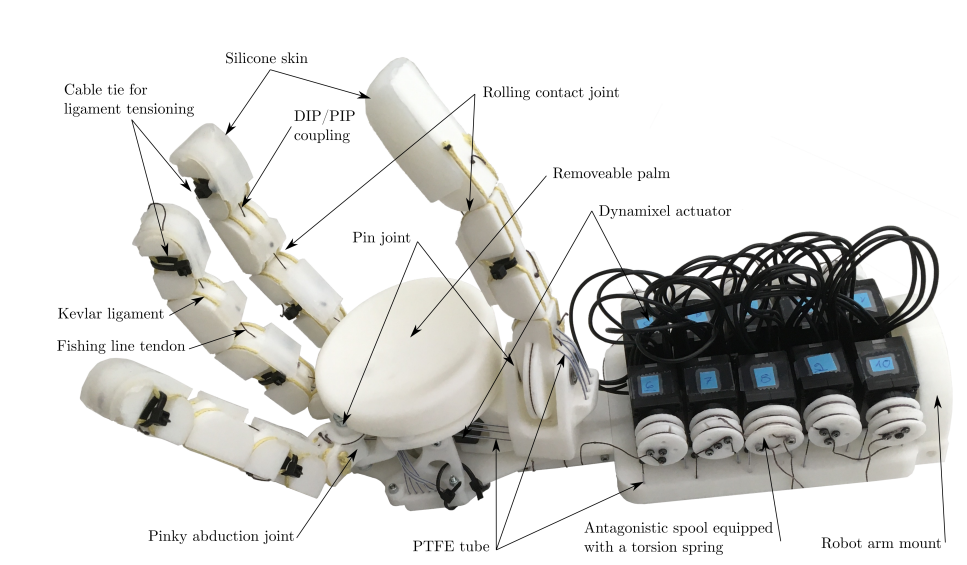 Silicone skin
Cable tie for
ligament tensioning
DIP/PIP
coupling
Rolling contact joint
Removeable palm
Dynamixel actuator
Pin joint
Kevlar ligament
Fishing line tendon
6
7
8
2
10
Pinky abduction joint
PTFE tube
Antagonistic spool equipped
with a torsion spring
Robot arm mount